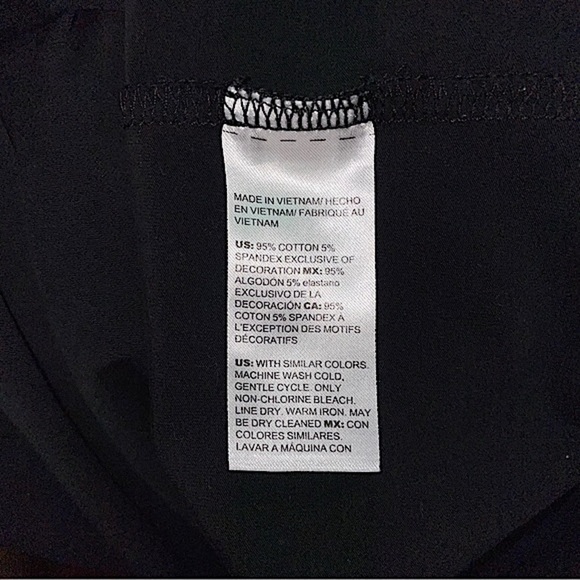 MADE IN VIETNAM/ HECHO
EN VIETNAM/ FABRIQUÉ AU
VIETNAM
US: 95% COTTON 5%
SPANDEX EXCLUSIVE OF
DECORATION MX: 95%
ALGODÓN 5% elastano
EXCLUSIVO DE LA
DECORACIÓN CA: 95%
COTON 5% SPANDEX À
L'EXCEPTION DES MOTIFS
DÉCORATIFS
US: WITH SIMILAR COLORS.
MACHINE WASH COLD,
GENTLE CYCLE. ONLY
NON-CHLORINE BLEACH.
LINE DRY. WARM IRON. MAY
BE DRY CLEANED MX: CON
COLORES SIMILARES.
LAVAR A MÁQUINA CON